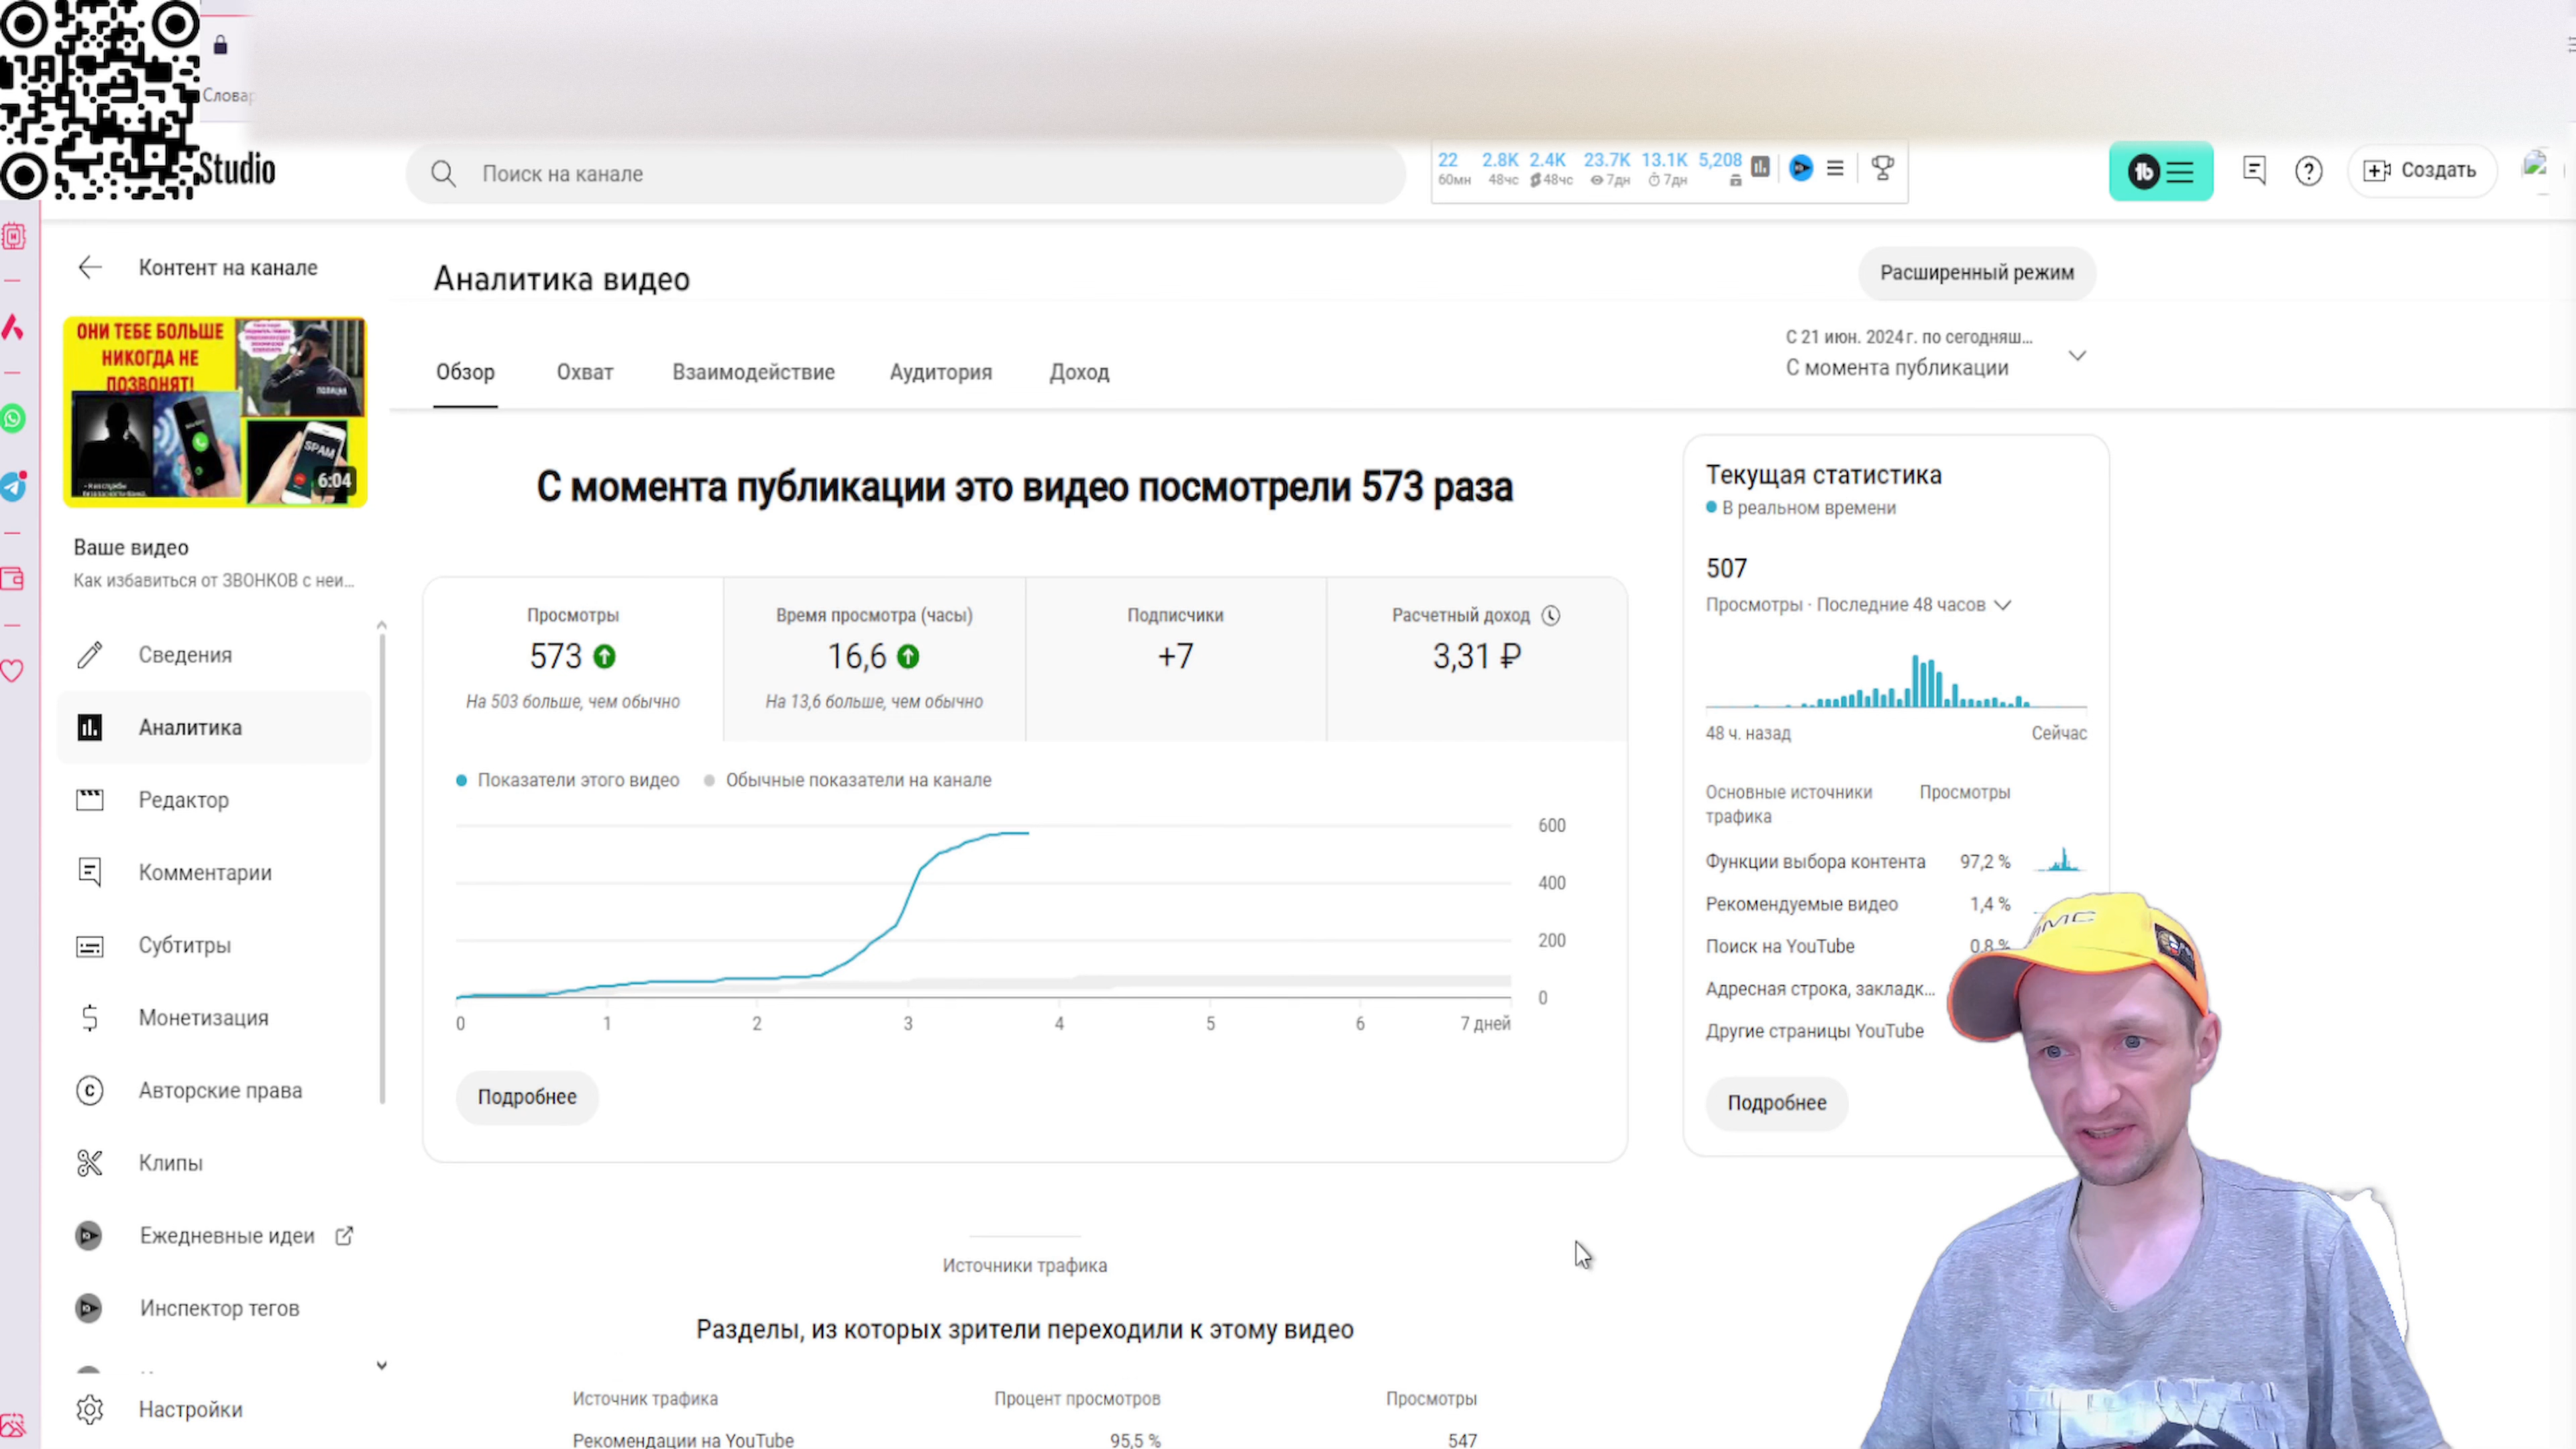 Studio
Поиск на канале
22 2.8K 2.4K 23.7K 13.1K 5,208
60мн 48чс 48чс 7дн 7дн
Создать
Контент на канале
ОНИ ТЕБЕ БОЛЬШЕ
НИКОГДА НЕ
ПОЗВОНЯТ!
ПОЛИЦИЯ
SPAM
6:04
Ваше видео
Как избавиться от ЗВОНКОВ с неи...
Сведения
Аналитика
Редактор
Комментарии
Субтитры
Монетизация
Авторские права
Клипы
Ежедневные идеи
Инспектор тегов
Настройки
Аналитика видео
Расширенный режим
Обзор Охват Взаимодействие Аудитория Доход
С 21 июн. 2024 г. по сегодняш...
С момента публикации
С момента публикации это видео посмотрели 573 раза
Просмотры
573
На 503 больше, чем обычно
Время просмотра (часы)
16,6
На 13,6 больше, чем обычно
Подписчики
+7
Расчетный доход
3,31 ₽
Показатели этого видео Обычные показатели на канале
600
400
200
0
0 1 2 3 4 5 6 7 дней
Подробнее
Источники трафика
Разделы, из которых зрители переходили к этому видео
Источник трафика Процент просмотров Просмотры
Рекомендации на YouTube 95,5 % 547
Текущая статистика
В реальном времени
507
Просмотры · Последние 48 часов
48 ч. назад Сейчас
Основные источники Просмотры
трафика
Функции выбора контента 97,2 %
Рекомендуемые видео 1,4 %
Поиск на YouTube 0,8 %
Адресная строка, закладк...
Другие страницы YouTube
Подробнее